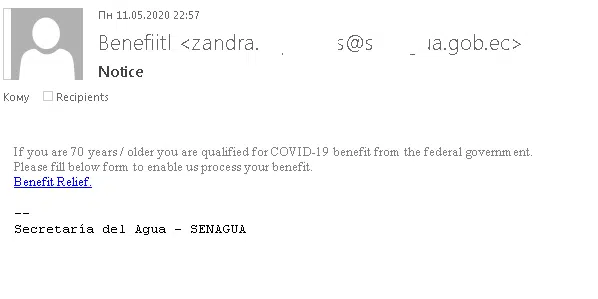 Пн 11.05.2020 22:57
Benefiitl <zandra. s@s ua.gob.ec>
Notice
Кому Recipients
If you are 70 years / older you are qualified for COVID-19 benefit from the federal government.
Please fill below form to enable us process your benefit.
Benefit Relief.
--
Secretaría del Agua - SENAGUA